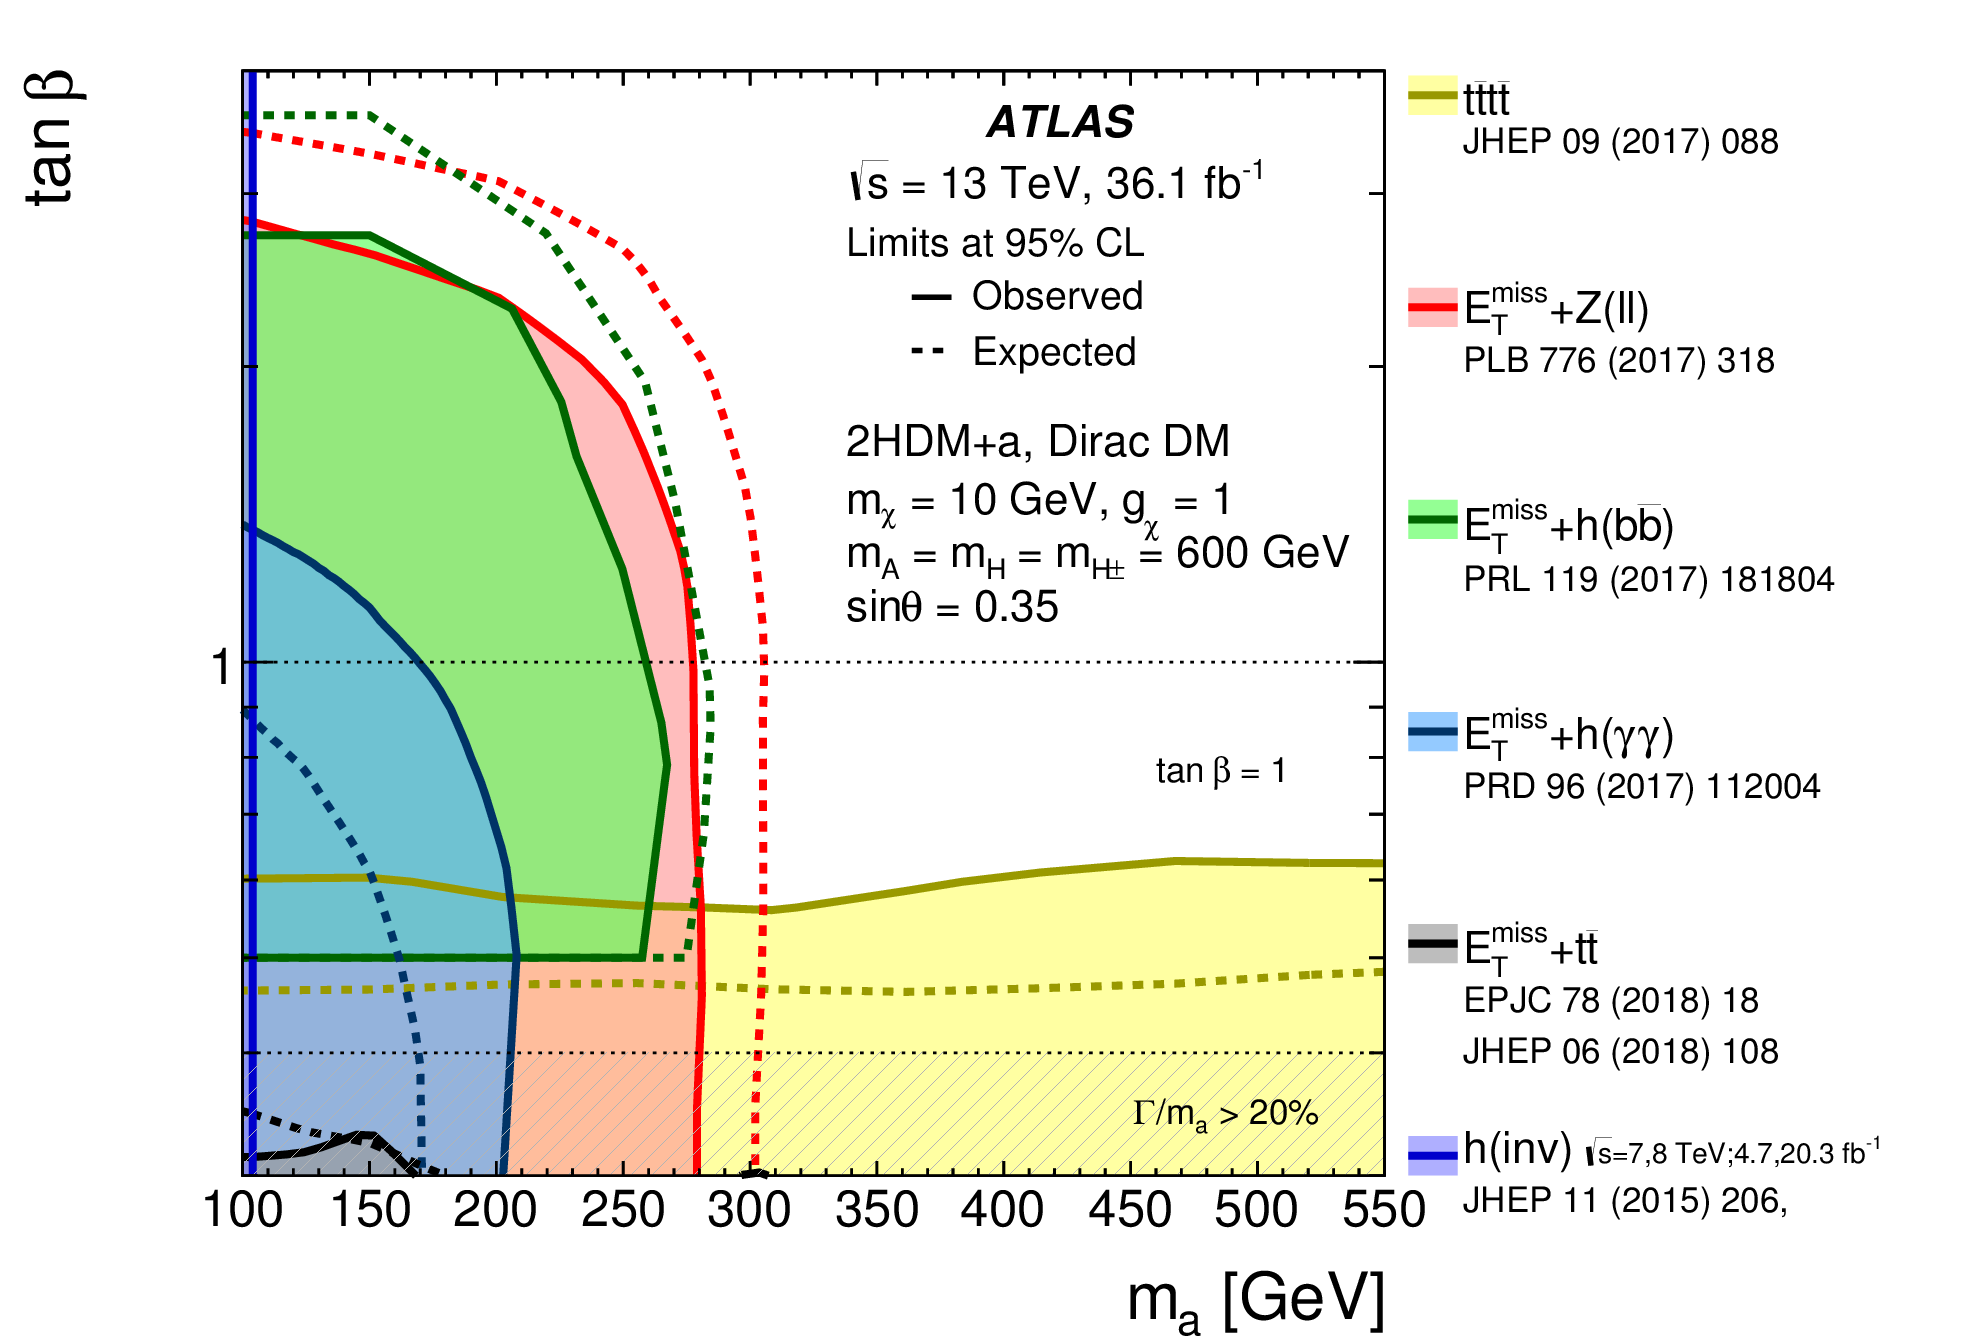 tan β
ATLAS
√s = 13 TeV, 36.1 fb-1
Limits at 95% CL
Observed
Expected
2HDM+a, Dirac DM
mχ = 10 GeV, gχ = 1
mA = mH = mH± = 600 GeV
sinθ = 0.35
1
tan β = 1
Γ/ma > 20%
100 150 200 250 300 350 400 450 500 550
ma [GeV]
tt̄tt̄
JHEP 09 (2017) 088
ETmiss+Z(ll)
PLB 776 (2017) 318
ETmiss+h(bb̄)
PRL 119 (2017) 181804
ETmiss+h(γγ)
PRD 96 (2017) 112004
ETmiss+tt̄
EPJC 78 (2018) 18
JHEP 06 (2018) 108
h(inv) √s=7,8 TeV;4.7,20.3 fb-1
JHEP 11 (2015) 206,